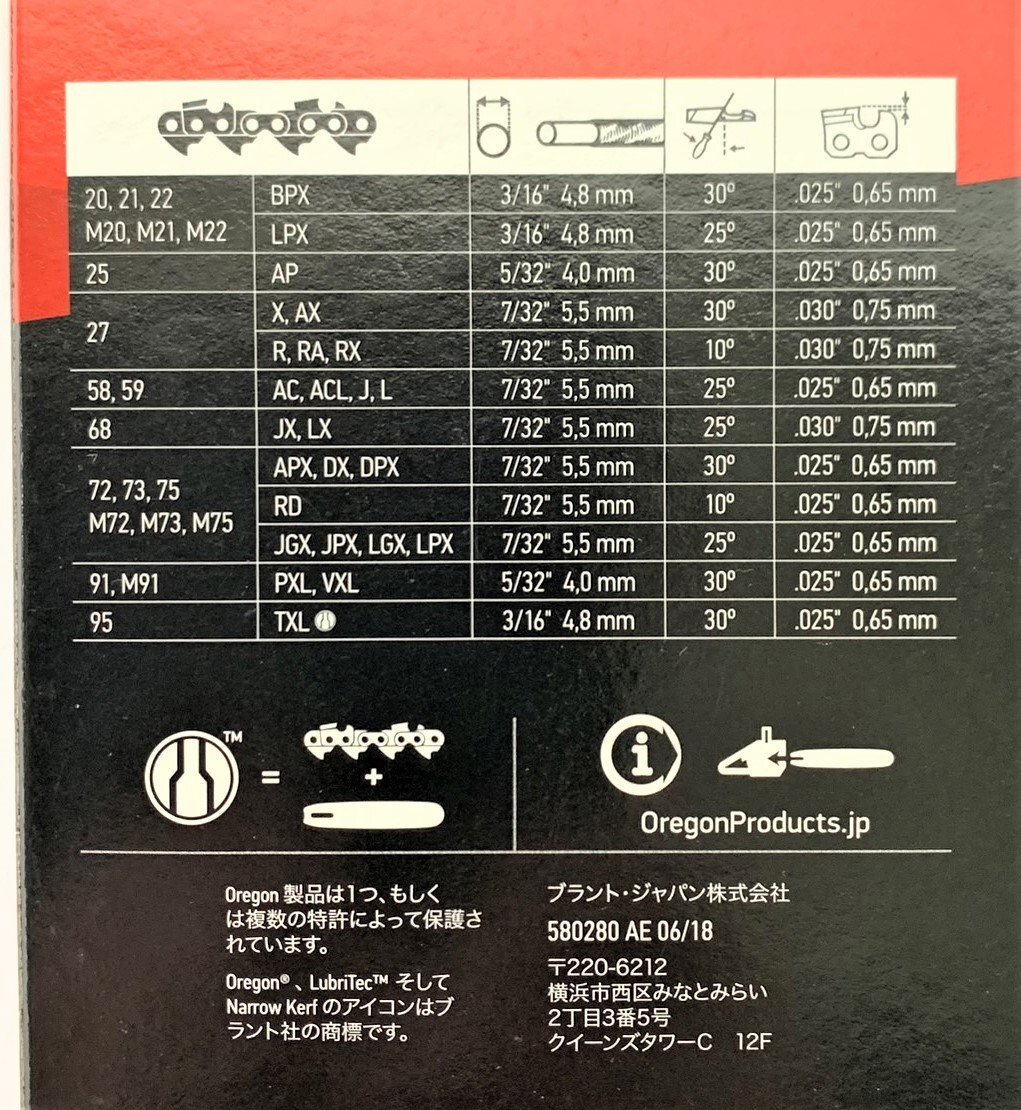 20, 21, 22
M20, M21, M22
BPX 3/16" 4,8 mm 30º .025" 0,65 mm
LPX 3/16" 4,8 mm 25º .025" 0,65 mm
25 AP 5/32" 4,0 mm 30º .025" 0,65 mm
27
X, AX 7/32" 5,5 mm 30º .030" 0,75 mm
R, RA, RX 7/32" 5,5 mm 10º .030" 0,75 mm
58, 59 AC, ACL, J, L 7/32" 5,5 mm 25º .025" 0,65 mm
68 JX, LX 7/32" 5,5 mm 25º .030" 0,75 mm
72, 73, 75
M72, M73, M75
APX, DX, DPX 7/32" 5,5 mm 30º .025" 0,65 mm
RD 7/32" 5,5 mm 10º .025" 0,65 mm
JGX, JPX, LGX, LPX 7/32" 5,5 mm 25º .025" 0,65 mm
91, M91 PXL, VXL 5/32" 4,0 mm 30º .025" 0,65 mm
95 TXL 3/16" 4,8 mm 30º .025" 0,65 mm
TM
= +
i
OregonProducts.jp
Oregon 製品は1つ、もしく
は複数の特許によって保護さ
れています。
Oregon®、LubriTec™ そして
Narrow Kerf のアイコンはブ
ラント社の商標です。
ブラント・ジャパン株式会社
580280 AE 06/18
〒220-6212
横浜市西区みなとみらい
2丁目3番5号
クイーンズタワーC 12F